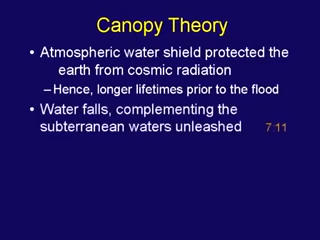 Canopy Theory
• Atmospheric water shield protected the
earth from cosmic radiation
– Hence, longer lifetimes prior to the flood
• Water falls, complementing the
subterranean waters unleashed 7:11